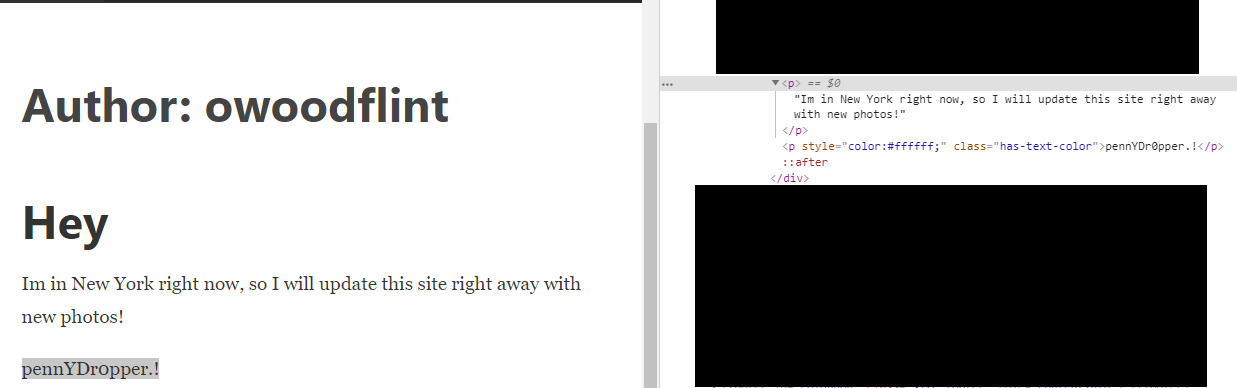 Author: owoodflint
Hey
Im in New York right now, so I will update this site right away with
new photos!
pennYDr0pper.!
... ▼<p> == $0
"Im in New York right now, so I will update this site right away
with new photos!"
</p>
<p style="color:#ffffff;" class="has-text-color">pennYDr0pper.!</p>
::after
</div>